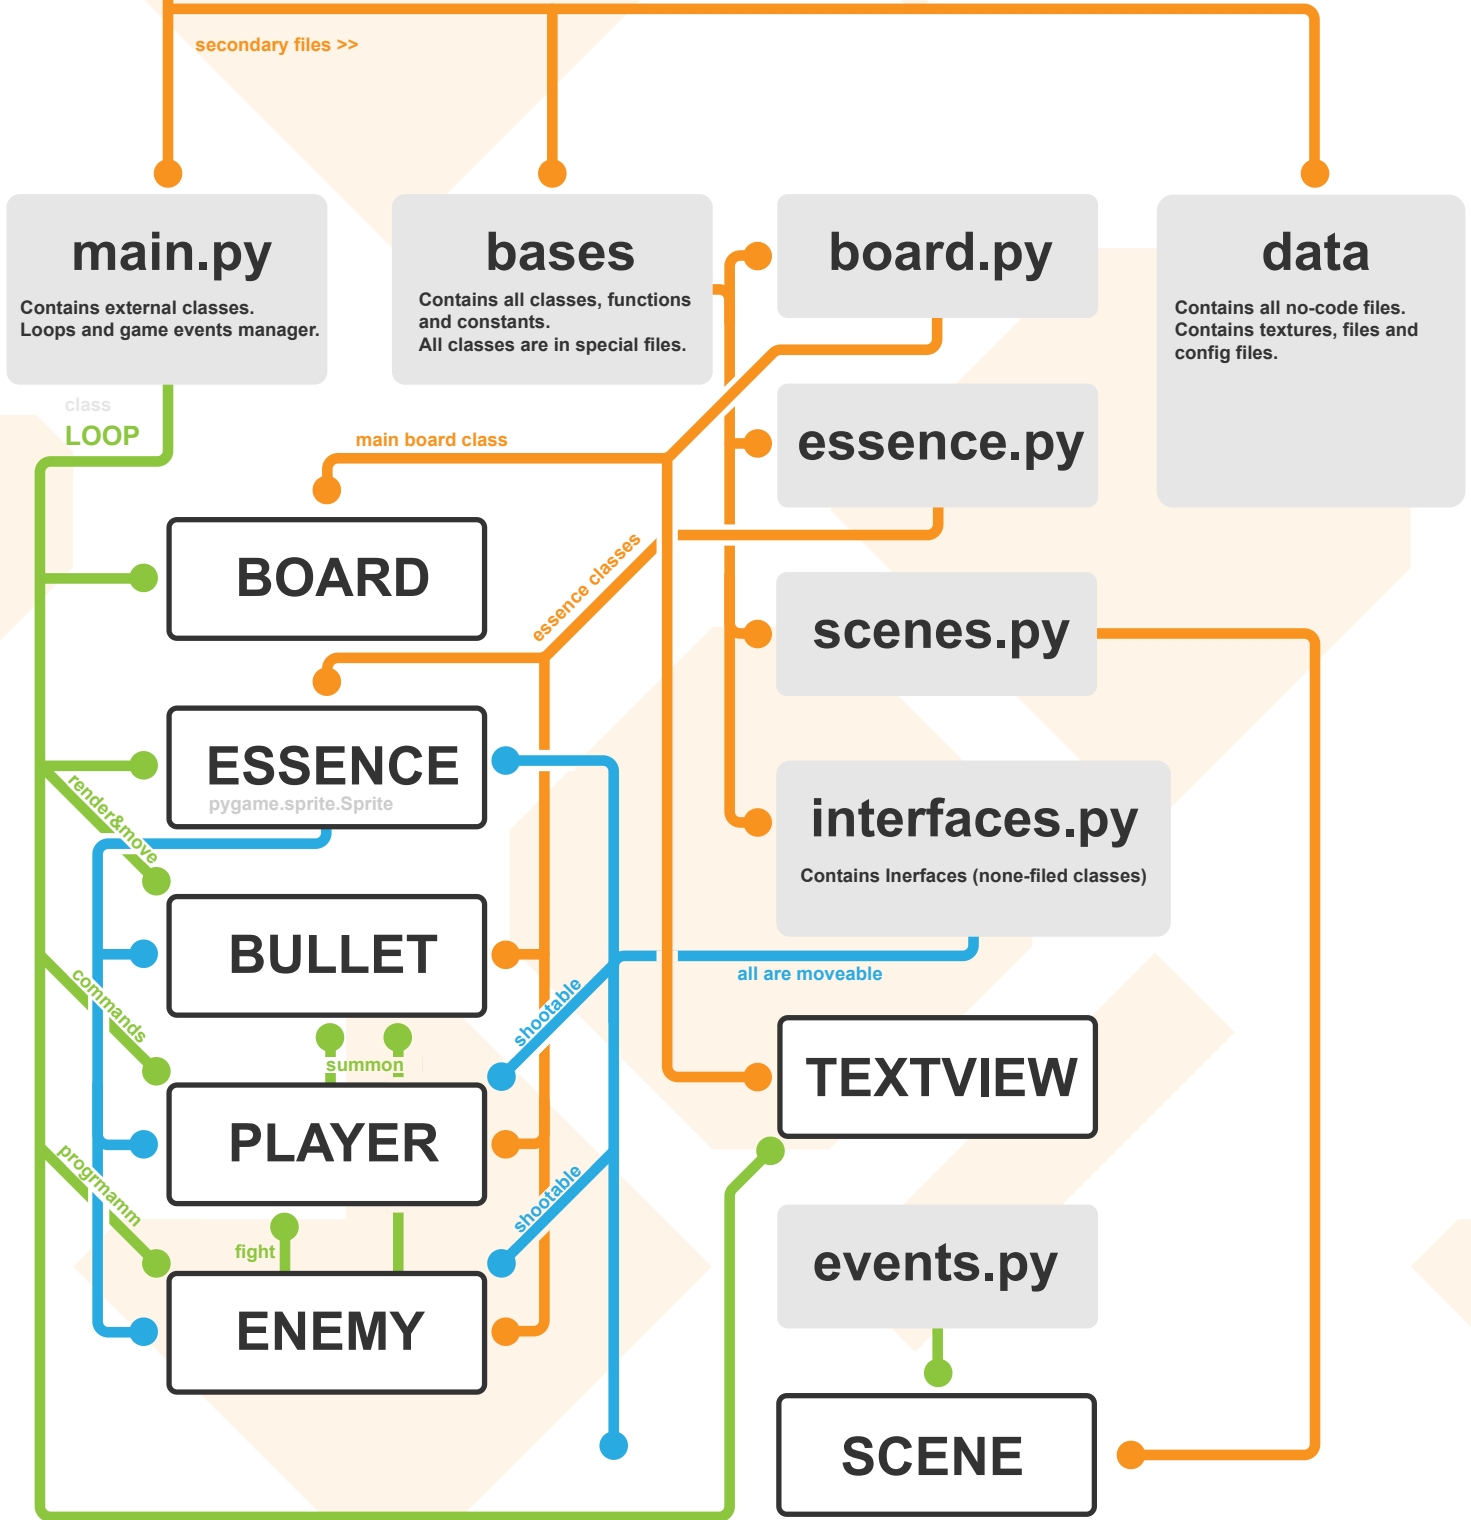 secondary files >>
main.py
Contains external classes.
Loops and game events manager.
bases
Contains all classes, functions
and constants.
All classes are in special files.
board.py
data
Contains all no-code files.
Contains textures, files and
config files.
class
LOOP
main board class
essence.py
BOARD
essence classes
scenes.py
ESSENCE
pygame.sprite.Sprite
render&move
interfaces.py
Contains Inerfaces (none-filed classes)
BULLET
all are moveable
commands
shootable
summon
TEXTVIEW
PLAYER
progrmamm
shootable
fight
events.py
ENEMY
SCENE